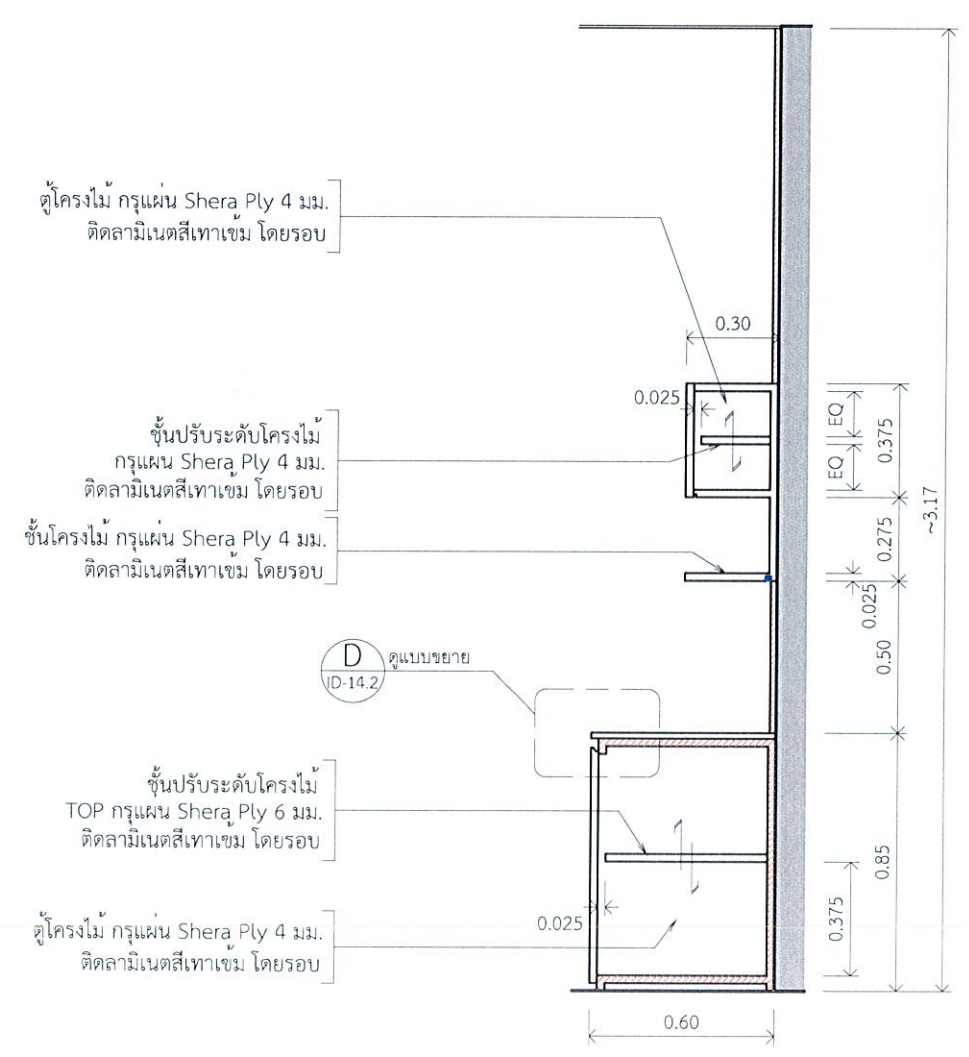 ตู้โครงไม้ กรุแผ่น Shera Ply 4 มม.
ติดลามิเนตสีเทาเข้ม โดยรอบ
0.30
0.025
EQ
EQ
0.375
ชั้นปรับระดับโครงไม้
กรุแผ่น Shera Ply 4 มม.
ติดลามิเนตสีเทาเข้ม โดยรอบ
~3.17
0.275
ชั้นโครงไม้ กรุแผ่น Shera Ply 4 มม.
ติดลามิเนตสีเทาเข้ม โดยรอบ
0.025
0.50
D
ID-14.2
ดูแบบขยาย
ชั้นปรับระดับโครงไม้
TOP กรุแผ่น Shera Ply 6 มม.
ติดลามิเนตสีเทาเข้ม โดยรอบ
0.85
0.375
0.025
ตู้โครงไม้ กรุแผ่น Shera Ply 4 มม.
ติดลามิเนตสีเทาเข้ม โดยรอบ
0.60